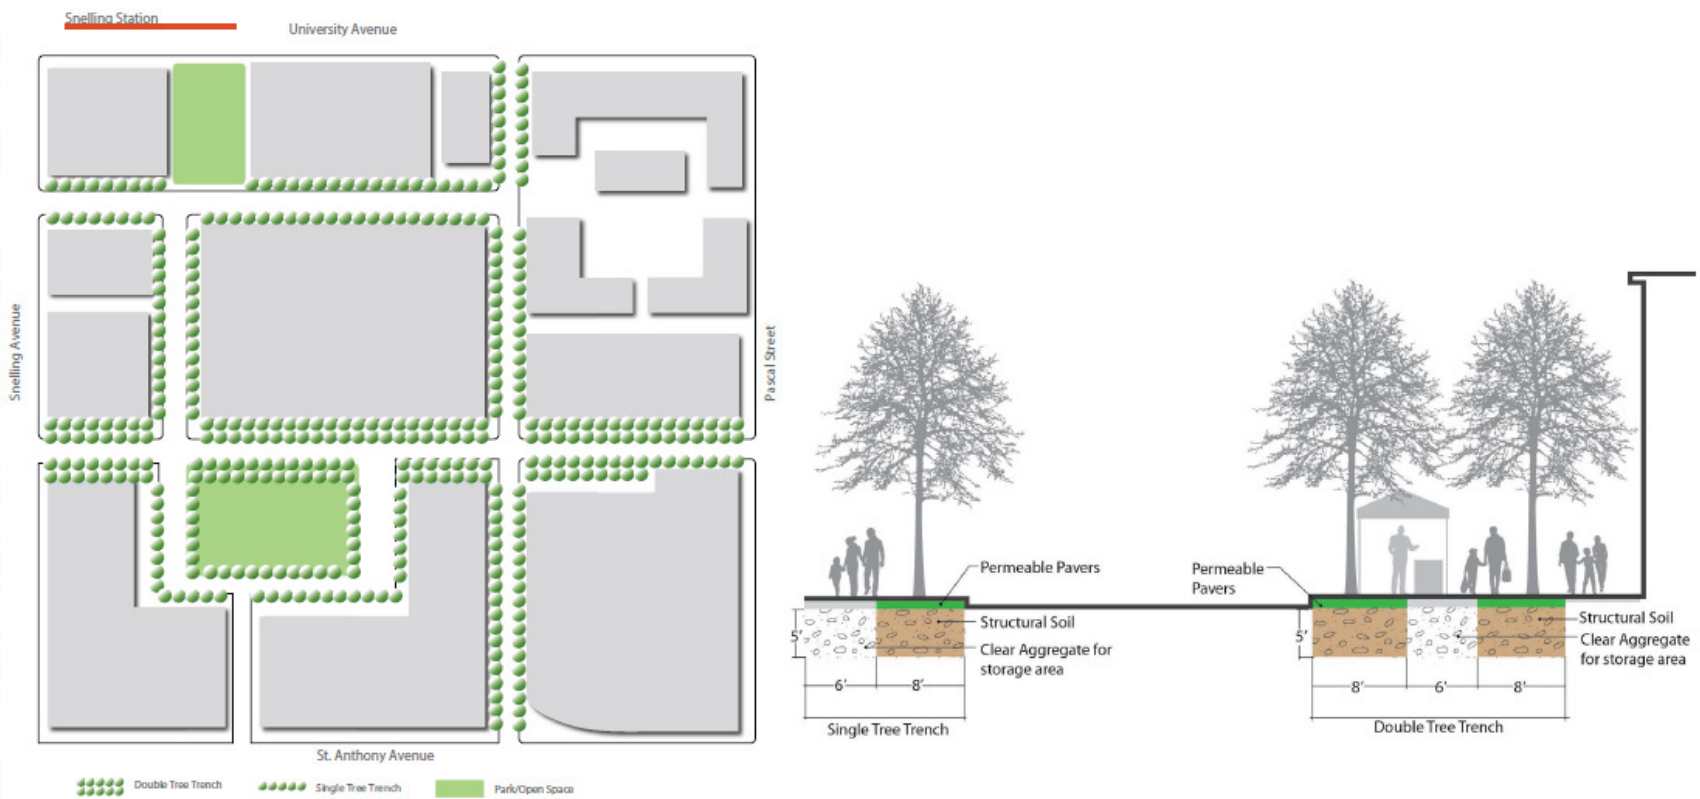 Snelling Station
University Avenue
Snelling Avenue
Pascal Street
St. Anthony Avenue
Double Tree Trench
Single Tree Trench
Park/Open Space
Permeable Pavers
Structural Soil
Clear Aggregate for
storage area
5'
6'
8'
Single Tree Trench
Permeable
Pavers
Structural Soil
Clear Aggregate
for storage area
5'
8'
6'
8'
Double Tree Trench